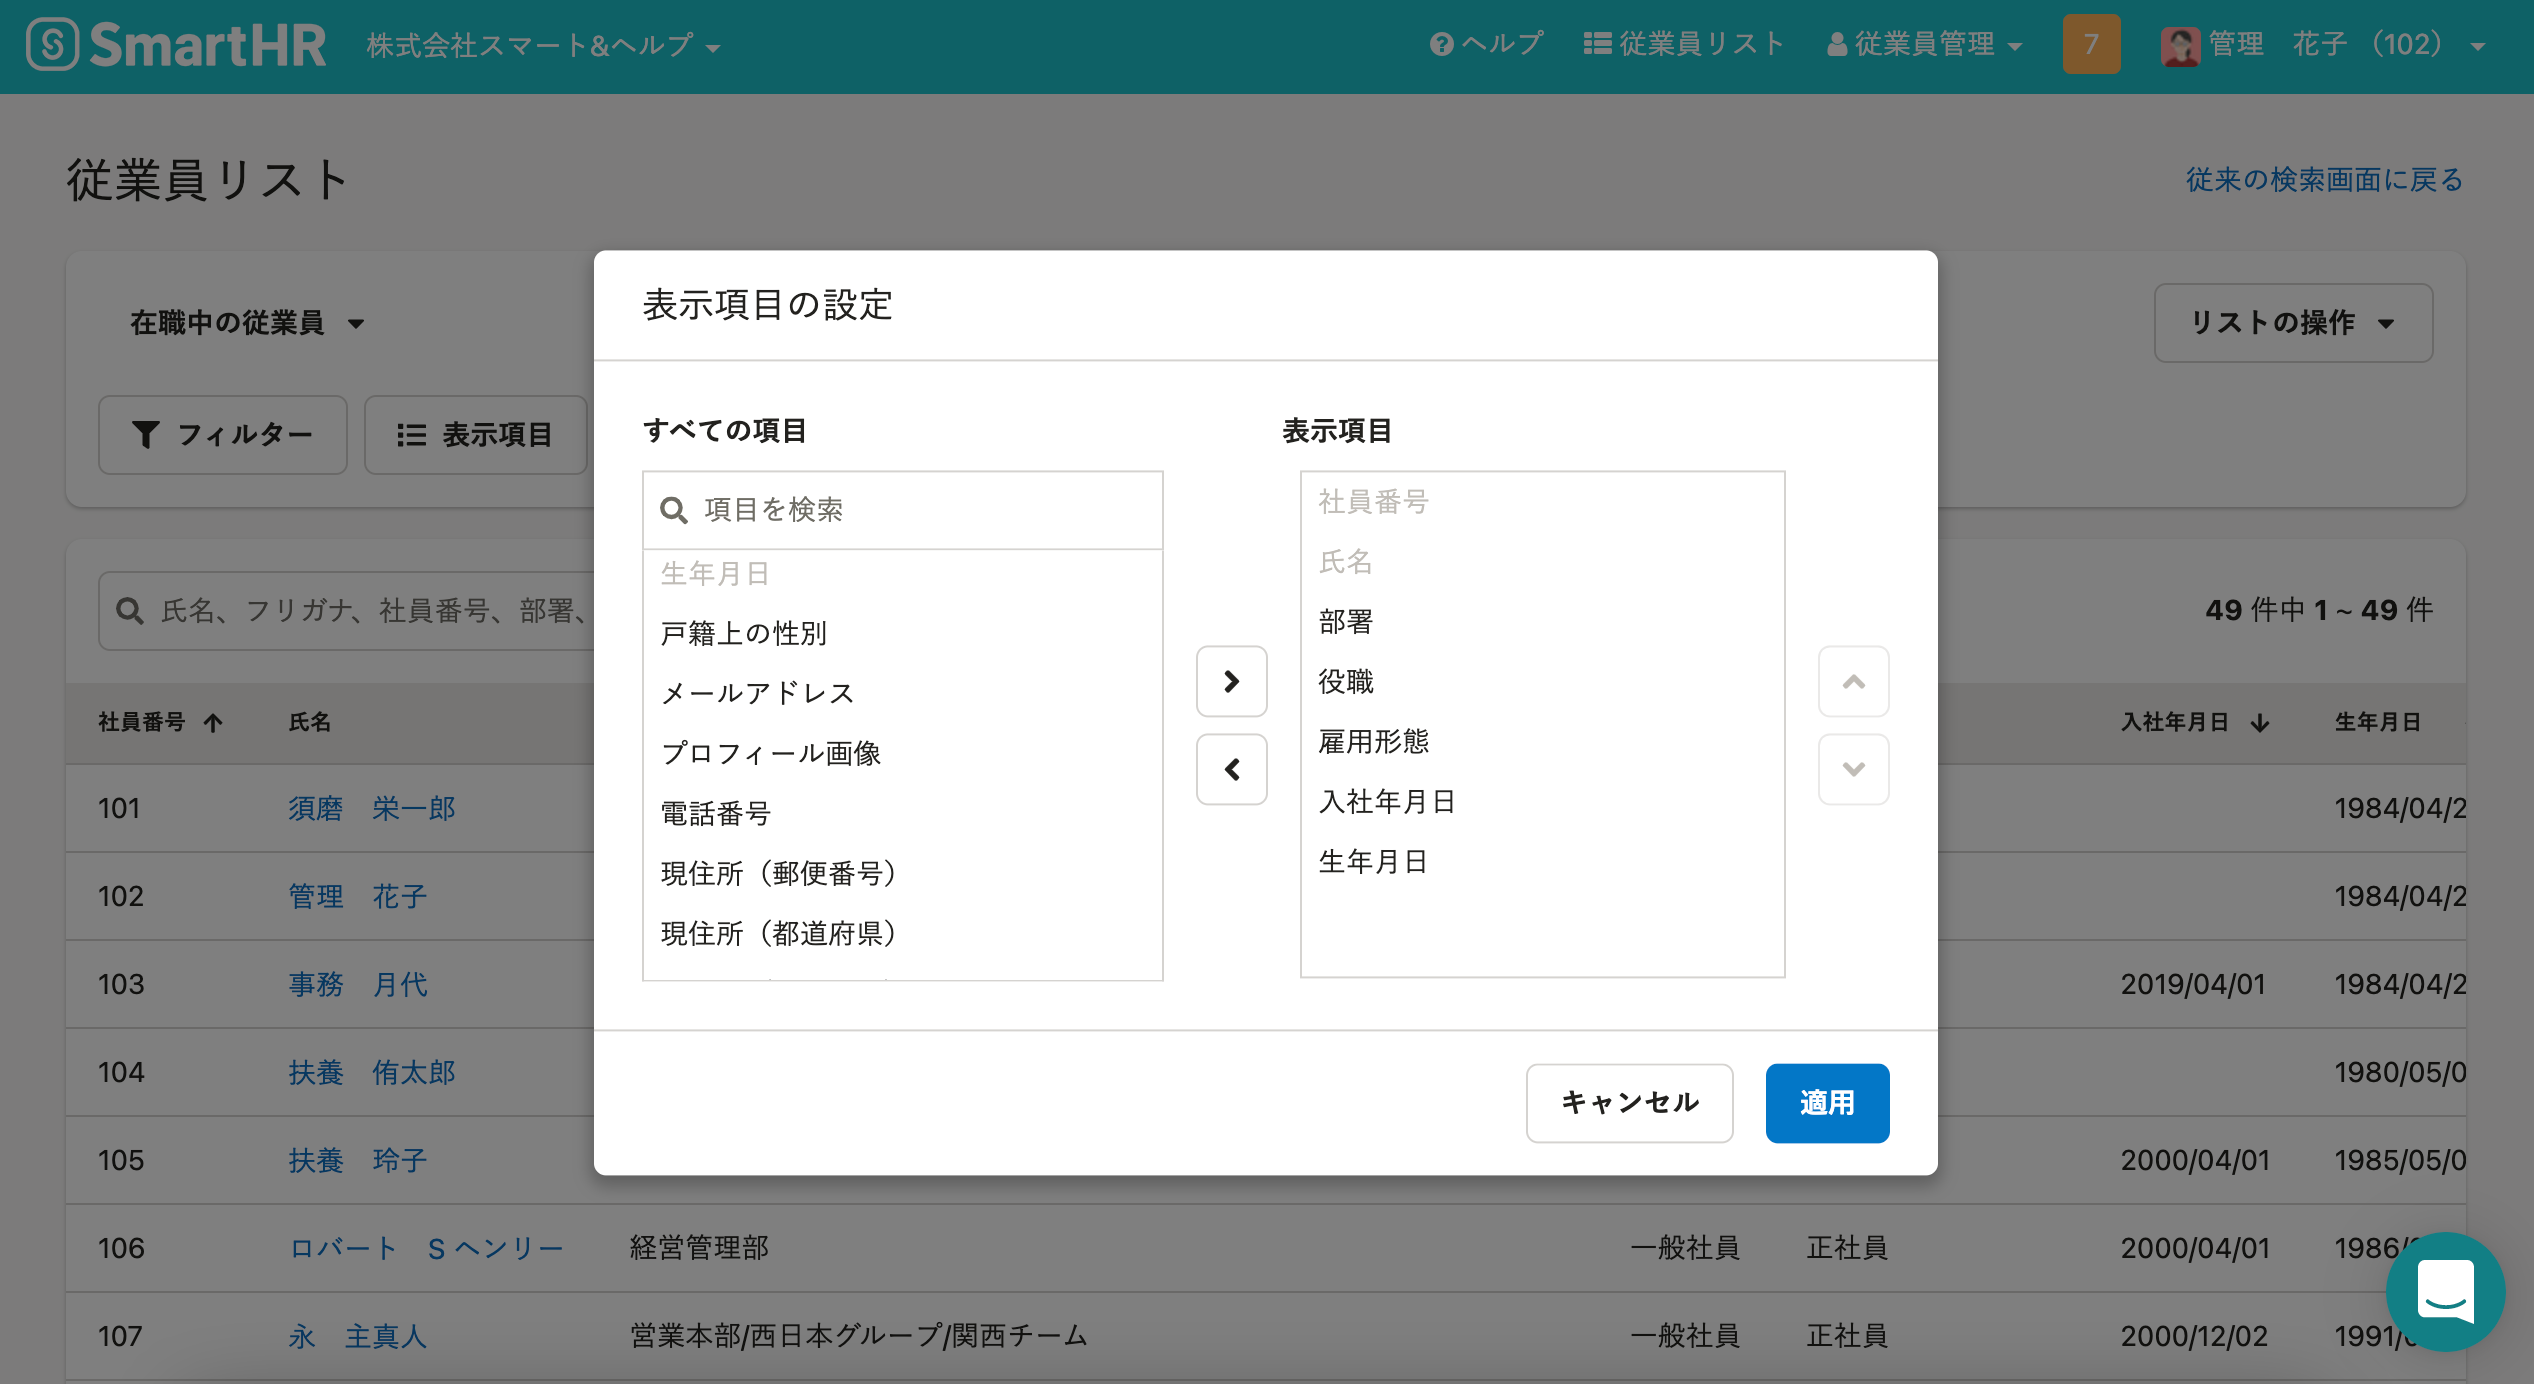 SmartHR 株式会社スマート&ヘルプ ヘルプ 従業員リスト 従業員管理 7 管理 花子 （102）
従業員リスト
従来の検索画面に戻る
在職中の従業員
リストの操作
フィルター 表示項目
氏名、フリガナ、社員番号、部署、
49 件中 1 ~ 49 件
社員番号 氏名 入社年月日 生年月日
101 須磨 栄一郎 1984/04/2
102 管理 花子 1984/04/2
103 事務 月代 2019/04/01 1984/04/2
104 扶養 侑太郎 1980/05/0
105 扶養 玲子 2000/04/01 1985/05/0
106 ロバート S ヘンリー 経営管理部 一般社員 正社員 2000/04/01 1986/
107 永 主真人 営業本部/西日本グループ/関西チーム 一般社員 正社員 2000/12/02 1991/
表示項目の設定
すべての項目
項目を検索
生年月日
戸籍上の性別
メールアドレス
プロフィール画像
電話番号
現住所（郵便番号）
現住所（都道府県）
表示項目
社員番号
氏名
部署
役職
雇用形態
入社年月日
生年月日
キャンセル 適用